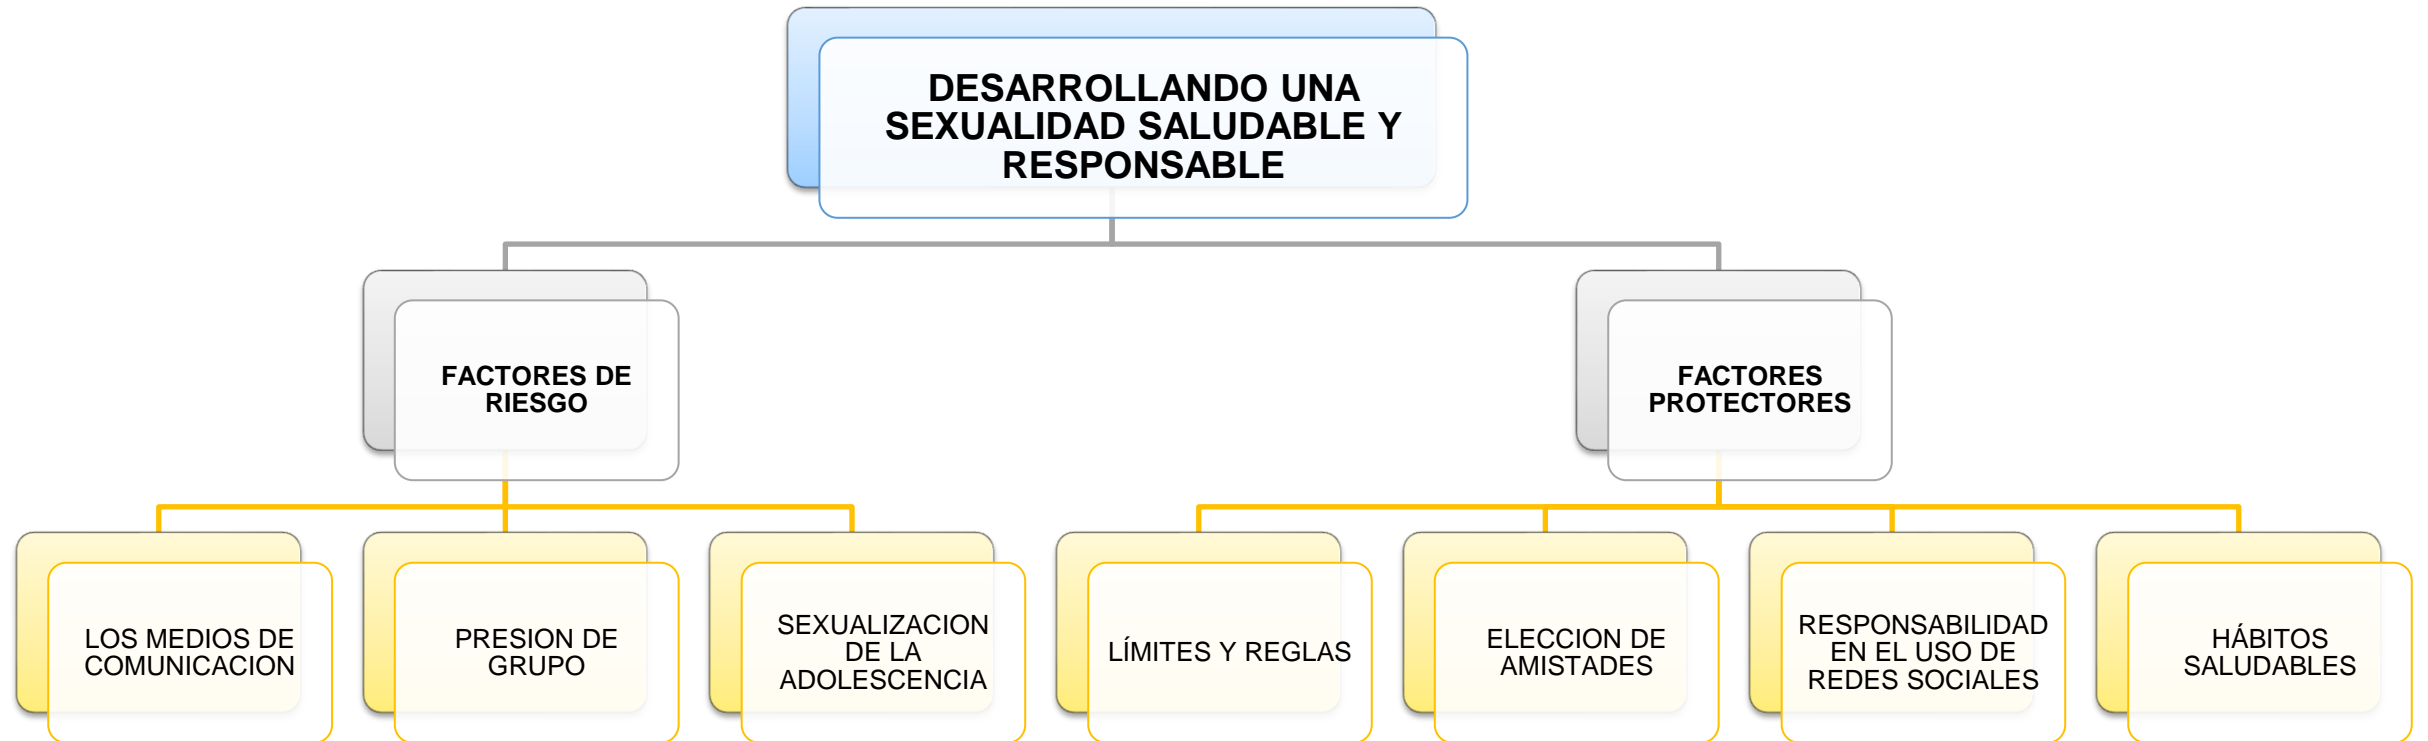 DESARROLLANDO UNA
SEXUALIDAD SALUDABLE Y
RESPONSABLE
FACTORES DE
RIESGO
FACTORES
PROTECTORES
LOS MEDIOS DE
COMUNICACION
PRESION DE
GRUPO
SEXUALIZACION
DE LA
ADOLESCENCIA
LÍMITES Y REGLAS
ELECCION DE
AMISTADES
RESPONSABILIDAD
EN EL USO DE
REDES SOCIALES
HÁBITOS
SALUDABLES